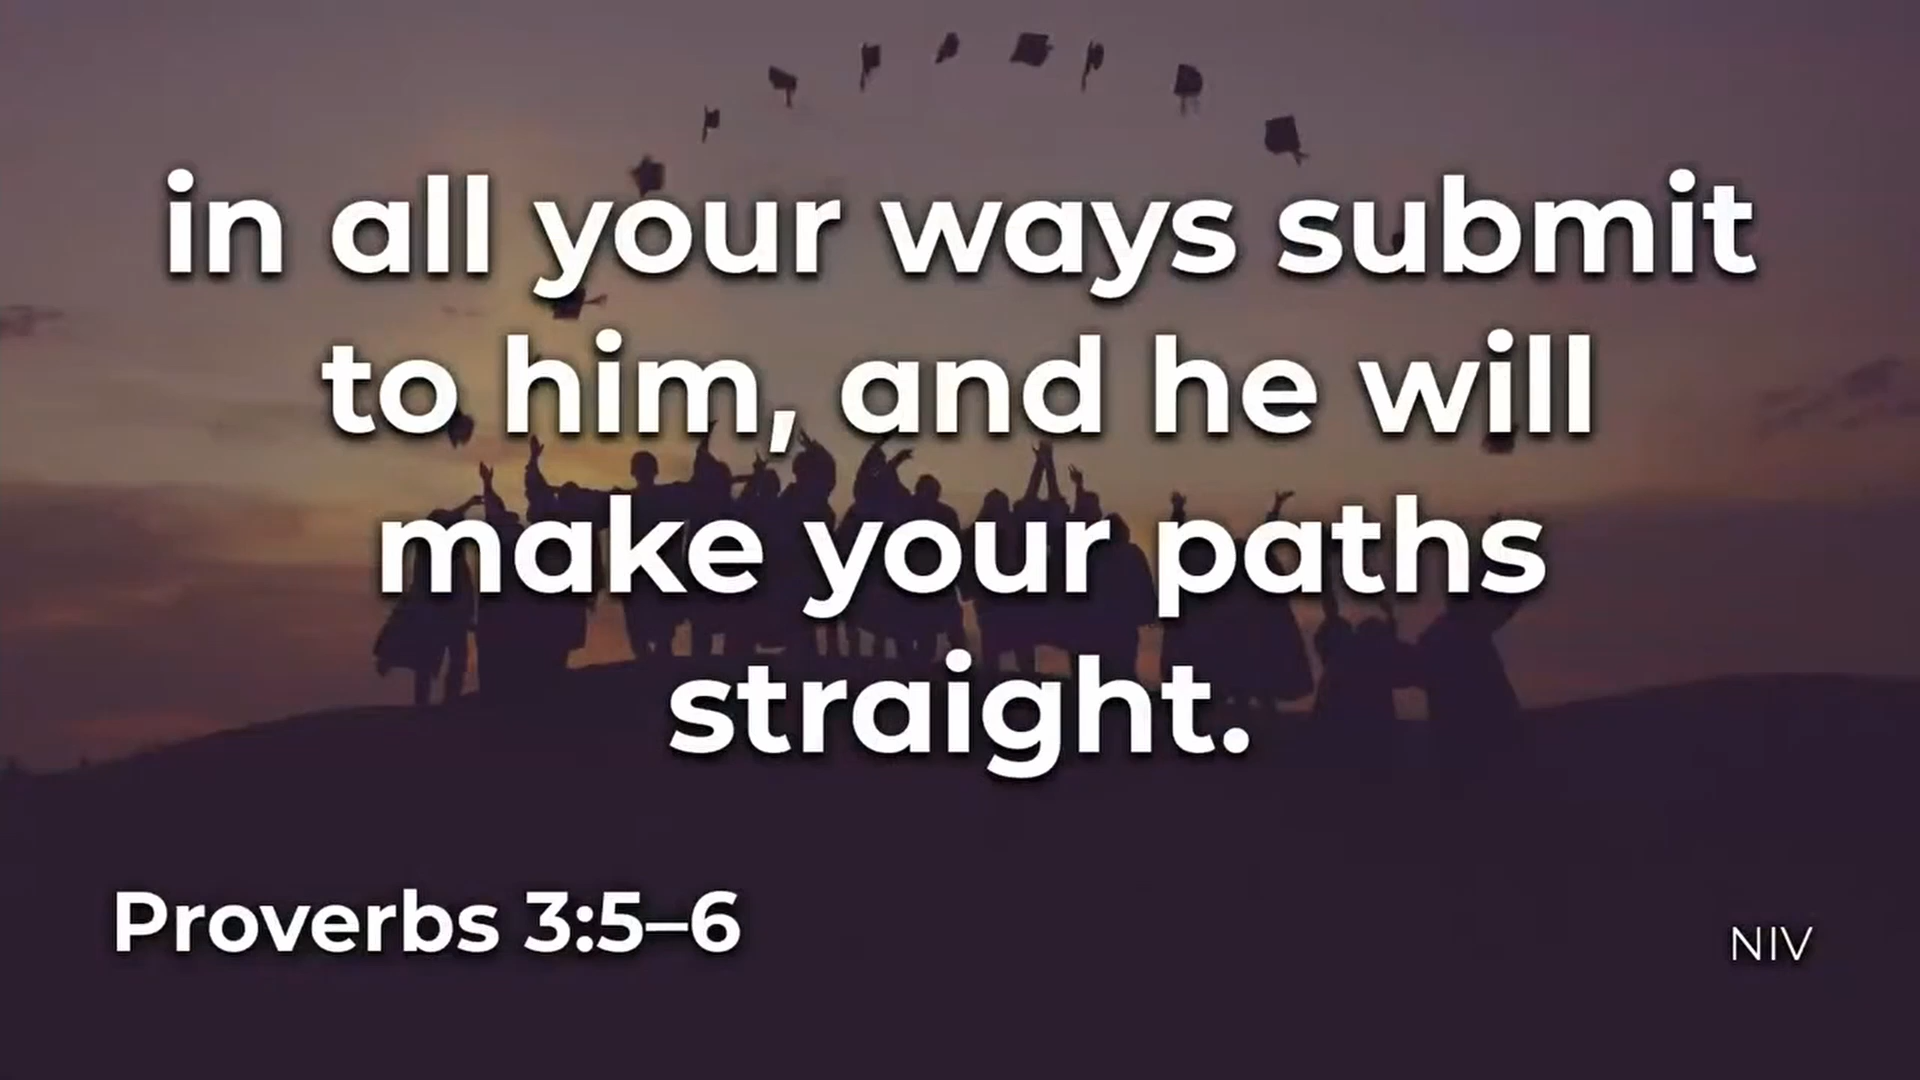 in all your ways submit
to him, and he will
make your paths
straight.
Proverbs 3:5–6
NIV